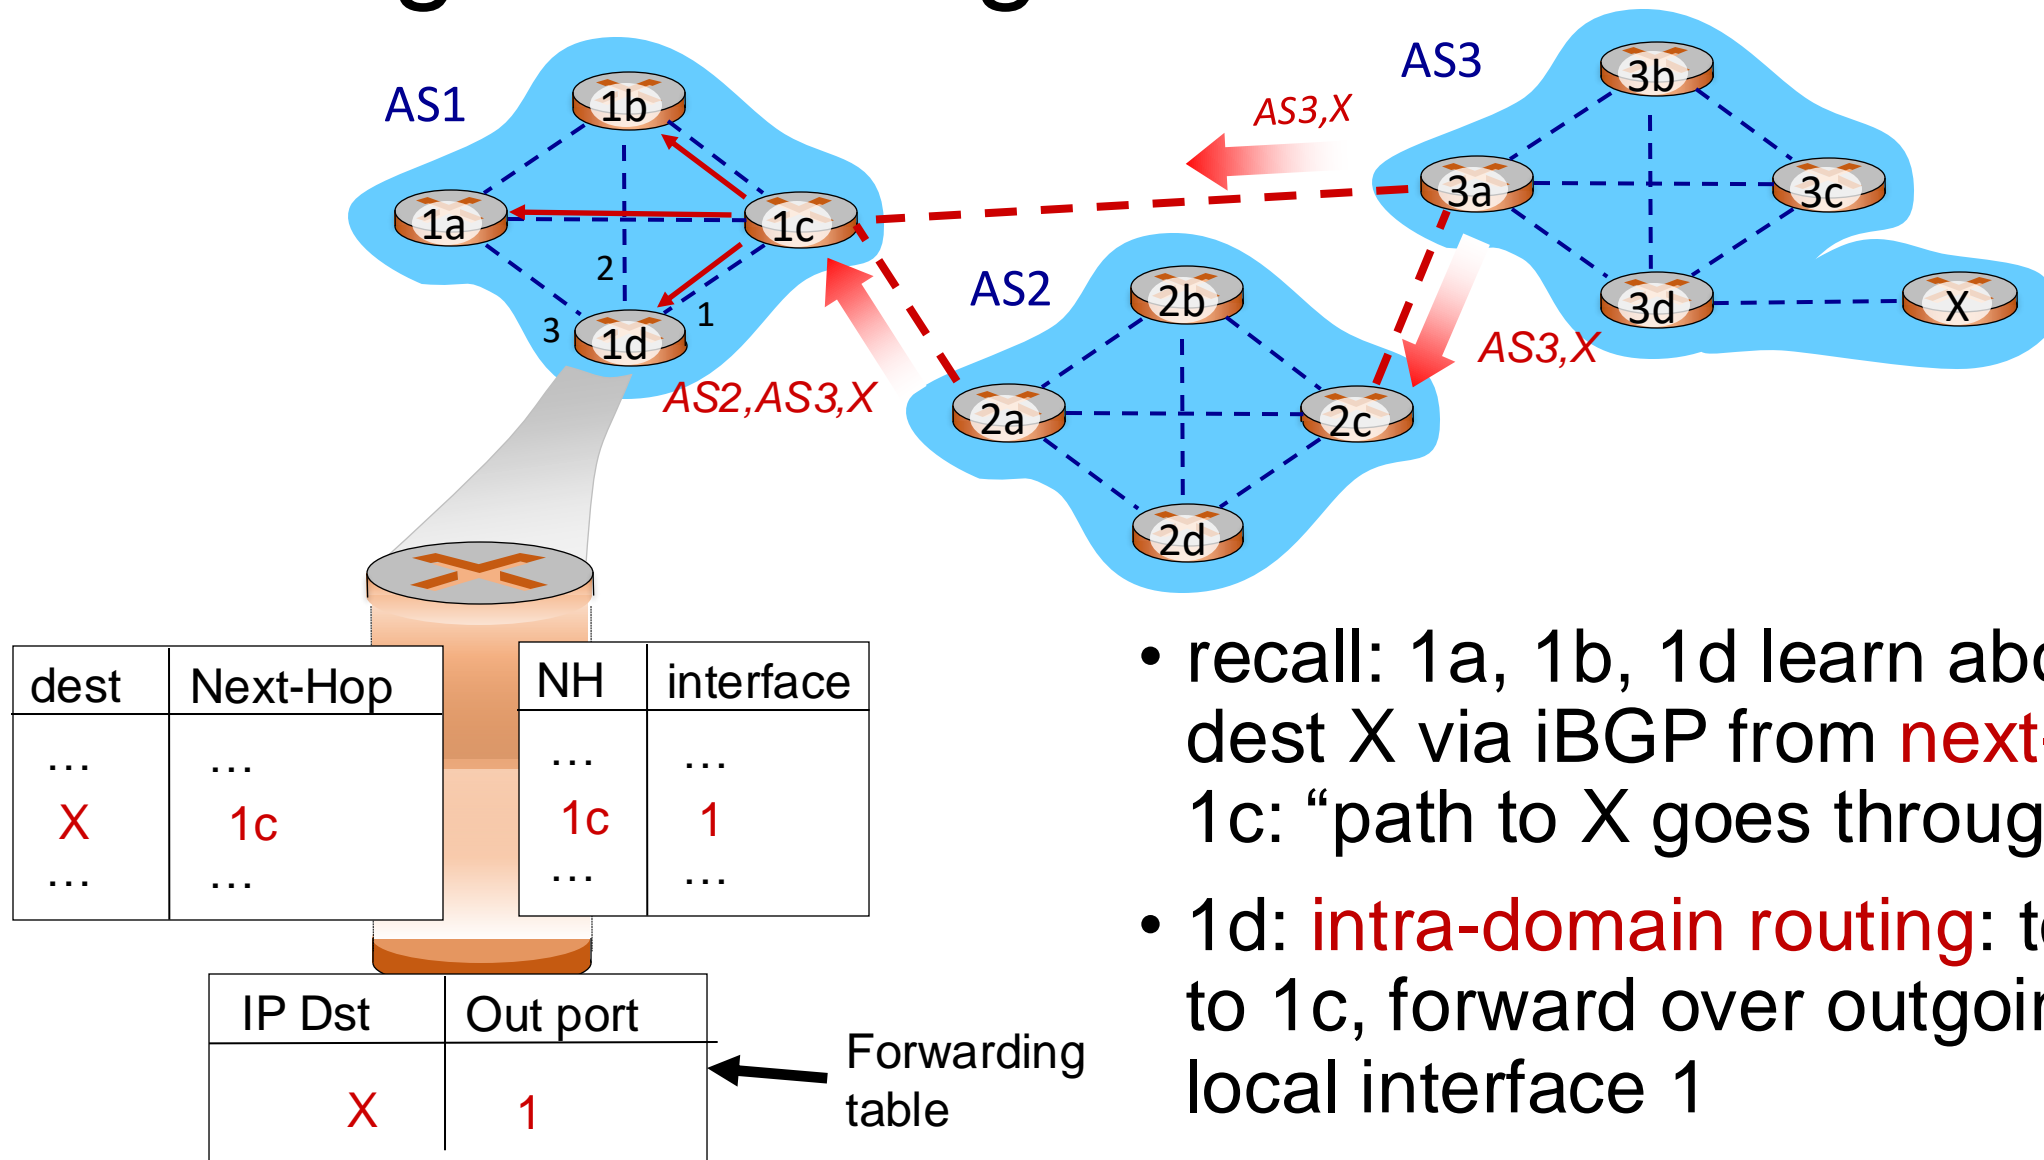 AS3
3b
AS1
1b
AS3,X
3a
3c
1a
1c
2
AS2
2b
3d
X
1
3
1d
AS3,X
AS2,AS3,X
2a
2c
2d
dest Next-Hop
… …
X 1c
… …
NH interface
… …
1c 1
… …
IP Dst Out port
X 1
Forwarding
table
• recall: 1a, 1b, 1d learn
dest X via iBGP from next-
1c: “path to X goes
• 1d: intra-domain routing:
to 1c, forward over
local interface 1